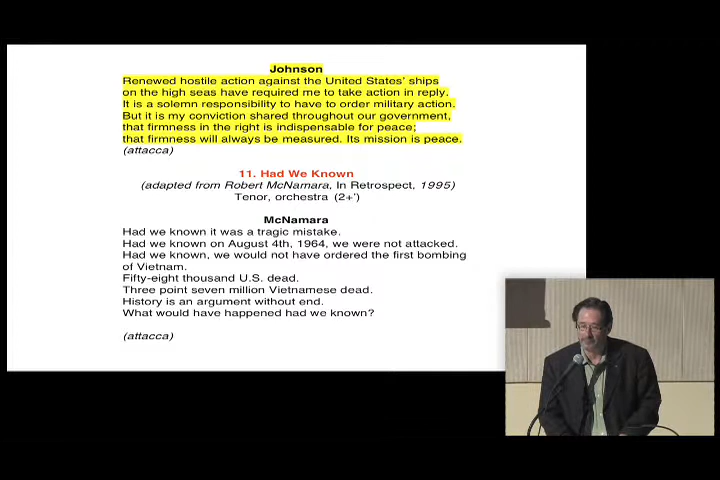 Johnson
Renewed hostile action against the United States' ships
on the high seas have required me to take action in reply.
It is a solemn responsibility to have to order military action.
But it is my conviction shared throughout our government,
that firmness in the right is indispensable for peace;
that firmness will always be measured. Its mission is peace.
(attacca)
11. Had We Known
(adapted from Robert McNamara, In Retrospect, 1995)
Tenor, orchestra (2+')
McNamara
Had we known it was a tragic mistake.
Had we known on August 4th, 1964, we were not attacked.
Had we known, we would not have ordered the first bombing
of Vietnam.
Fifty-eight thousand U.S. dead.
Three point seven million Vietnamese dead.
History is an argument without end.
What would have happened had we known?
(attacca)